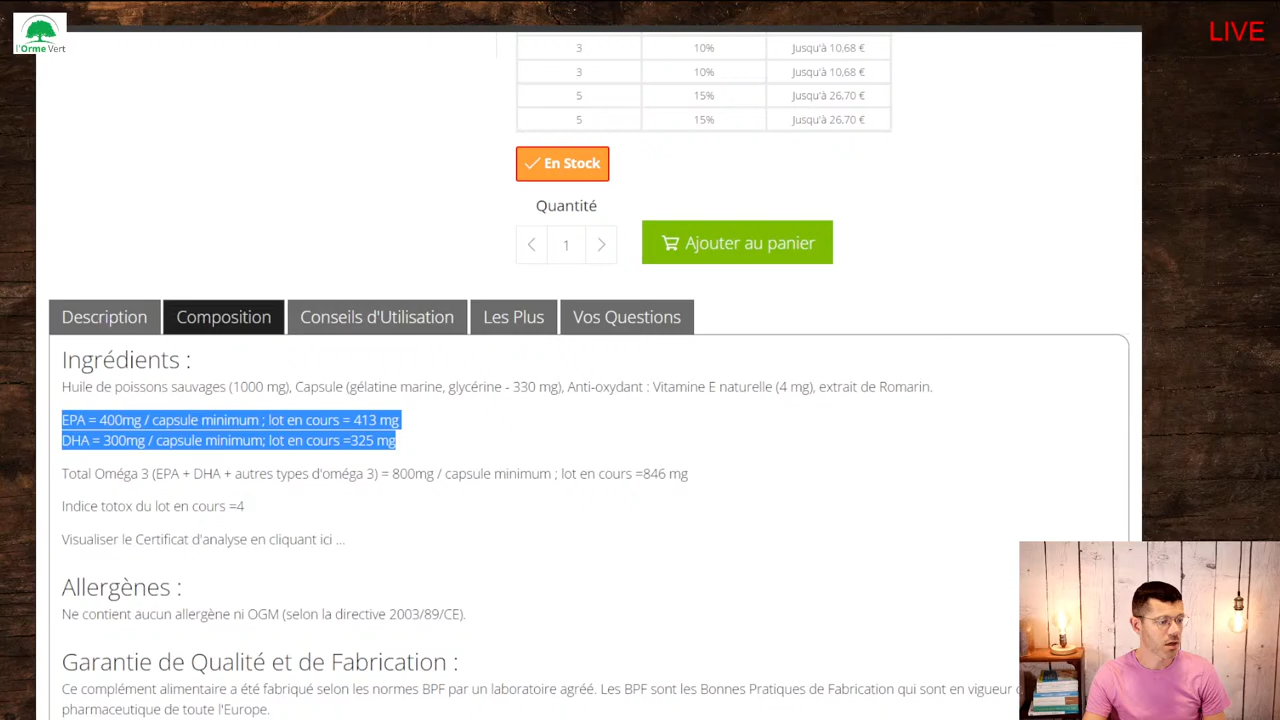 l'Orme Vert
LIVE
3 10% Jusqu'à 10,68 €
3 10% Jusqu'à 10,68 €
5 15% Jusqu'à 26,70 €
5 15% Jusqu'à 26,70 €
En Stock
Quantité
1
Ajouter au panier
Description Composition Conseils d'Utilisation Les Plus Vos Questions
Ingrédients :
Huile de poissons sauvages (1000 mg), Capsule (gélatine marine, glycérine - 330 mg), Anti-oxydant : Vitamine E naturelle (4 mg), extrait de Romarin.
EPA = 400mg / capsule minimum ; lot en cours = 413 mg
DHA = 300mg / capsule minimum; lot en cours =325 mg
Total Oméga 3 (EPA + DHA + autres types d'oméga 3) = 800mg / capsule minimum ; lot en cours =846 mg
Indice totox du lot en cours =4
Visualiser le Certificat d'analyse en cliquant ici ...
Allergènes :
Ne contient aucun allergène ni OGM (selon la directive 2003/89/CE).
Garantie de Qualité et de Fabrication :
Ce complément alimentaire a été fabriqué selon les normes BPF par un laboratoire agréé. Les BPF sont les Bonnes Pratiques de Fabrication qui sont en vigueur
pharmaceutique de toute l'Europe.